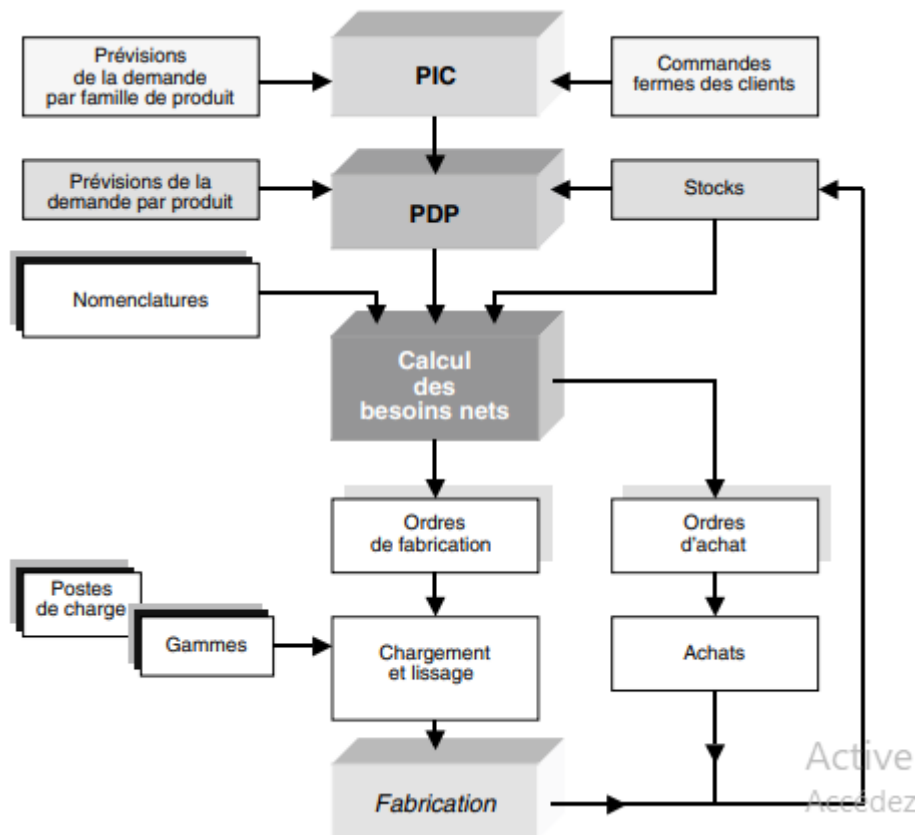 Prévisions
de la demande
par famille de produit
PIC
Commandes
fermes des clients
Prévisions de la
demande par produit
PDP
Stocks
Nomenclatures
Calcul
des
besoins nets
Ordres
de fabrication
Ordres
d'achat
Postes
de charge
Gammes
Chargement
et lissage
Achats
Fabrication
Active
Accédez